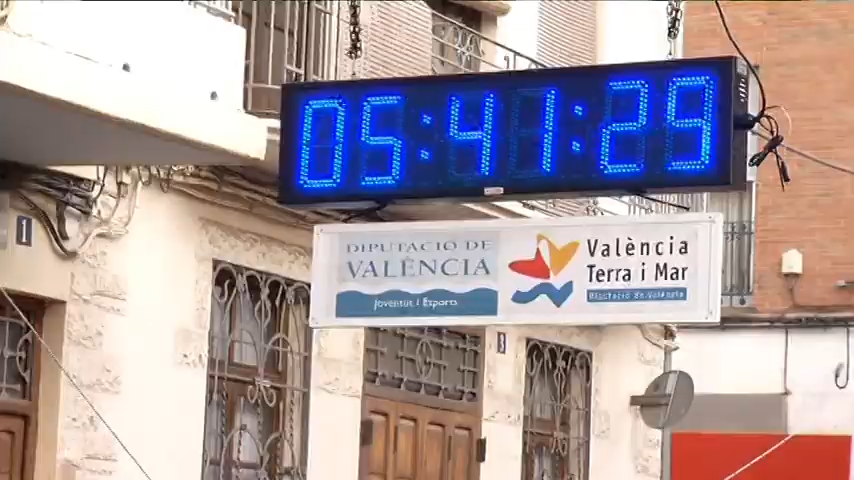 05:41:29
DIPUTACIÓ DE
VALÈNCIA
Joventut i Esports
València
Terra i Mar
Diputació de València
1
3